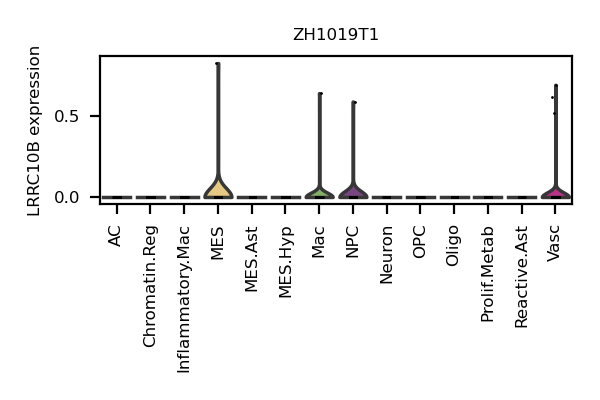 ZH1019T1
LRRC10B expression
0.5
0.0
AC
Chromatin.Reg
Inflammatory.Mac
MES
MES.Ast
MES.Hyp
Mac
NPC
Neuron
OPC
Oligo
Prolif.Metab
Reactive.Ast
Vasc